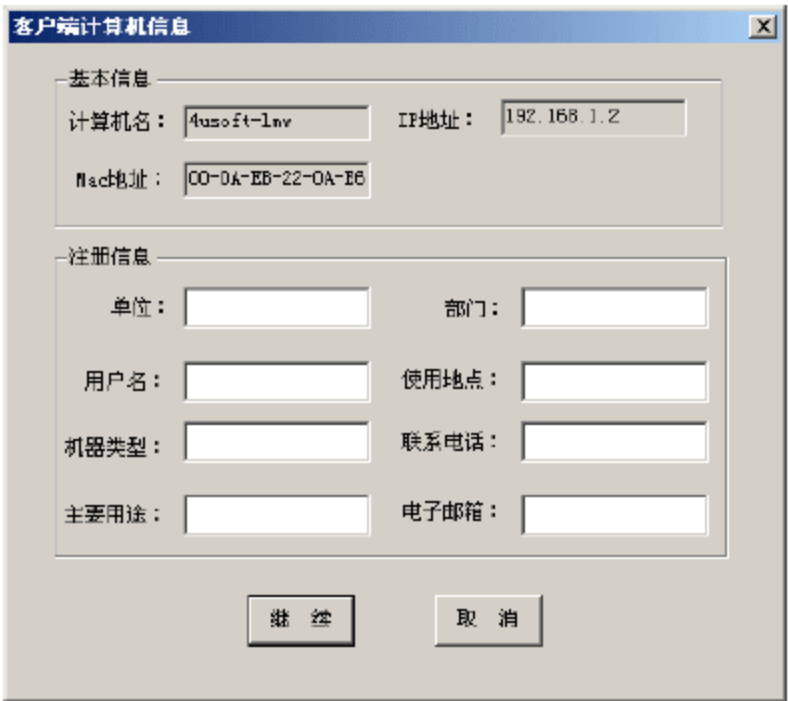 客户端计算机信息
基本信息
计算机名： 4usoft-lnv IP地址： 192.168.1.2
Mac地址： 00-0A-EB-22-0A-E6
注册信息
单位： 部门：
用户名： 使用地点：
机器类型： 联系电话：
主要用途： 电子邮箱：
继 续 取 消